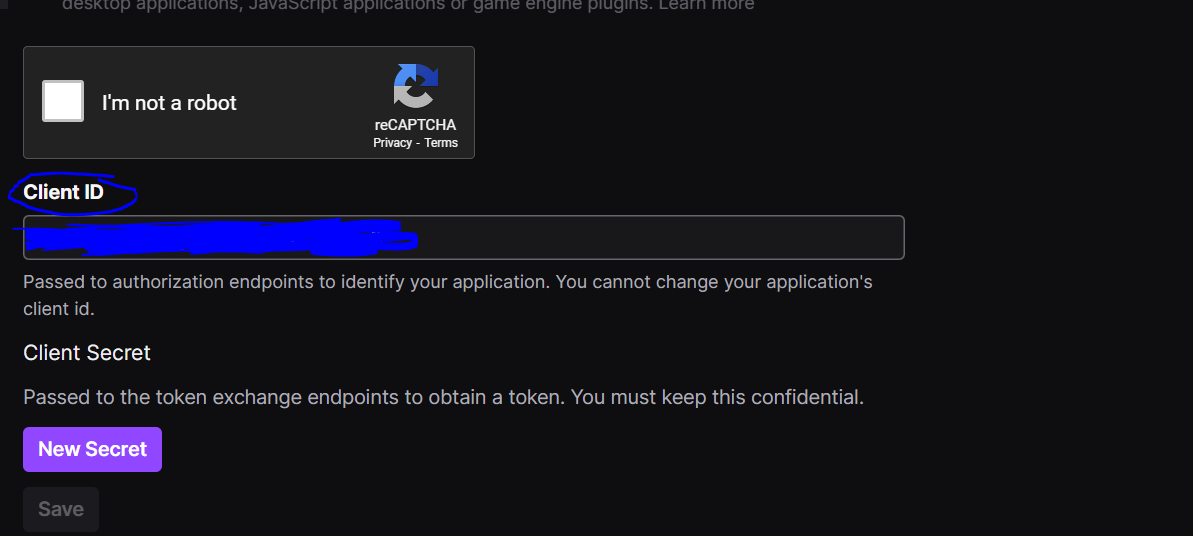 desktop applications, JavaScript applications or game engine plugins. Learn more
I'm not a robot
reCAPTCHA
Privacy - Terms
Client ID
Passed to authorization endpoints to identify your application. You cannot change your application's
client id.
Client Secret
Passed to the token exchange endpoints to obtain a token. You must keep this confidential.
New Secret
Save